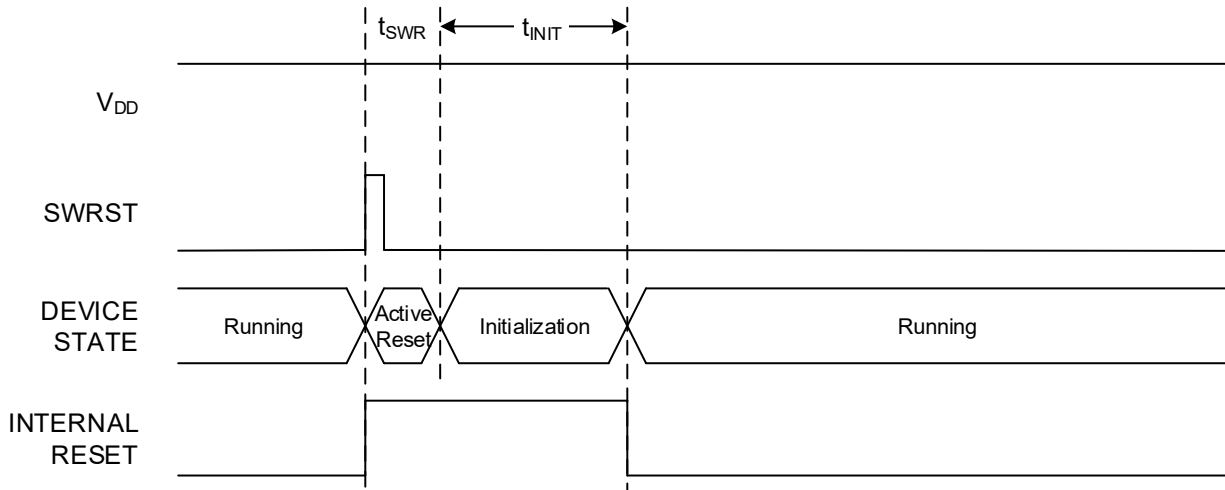 tSWR
tINIT
VDD
SWRST
DEVICE
STATE
Running
Active
Reset
Initialization
Running
INTERNAL
RESET